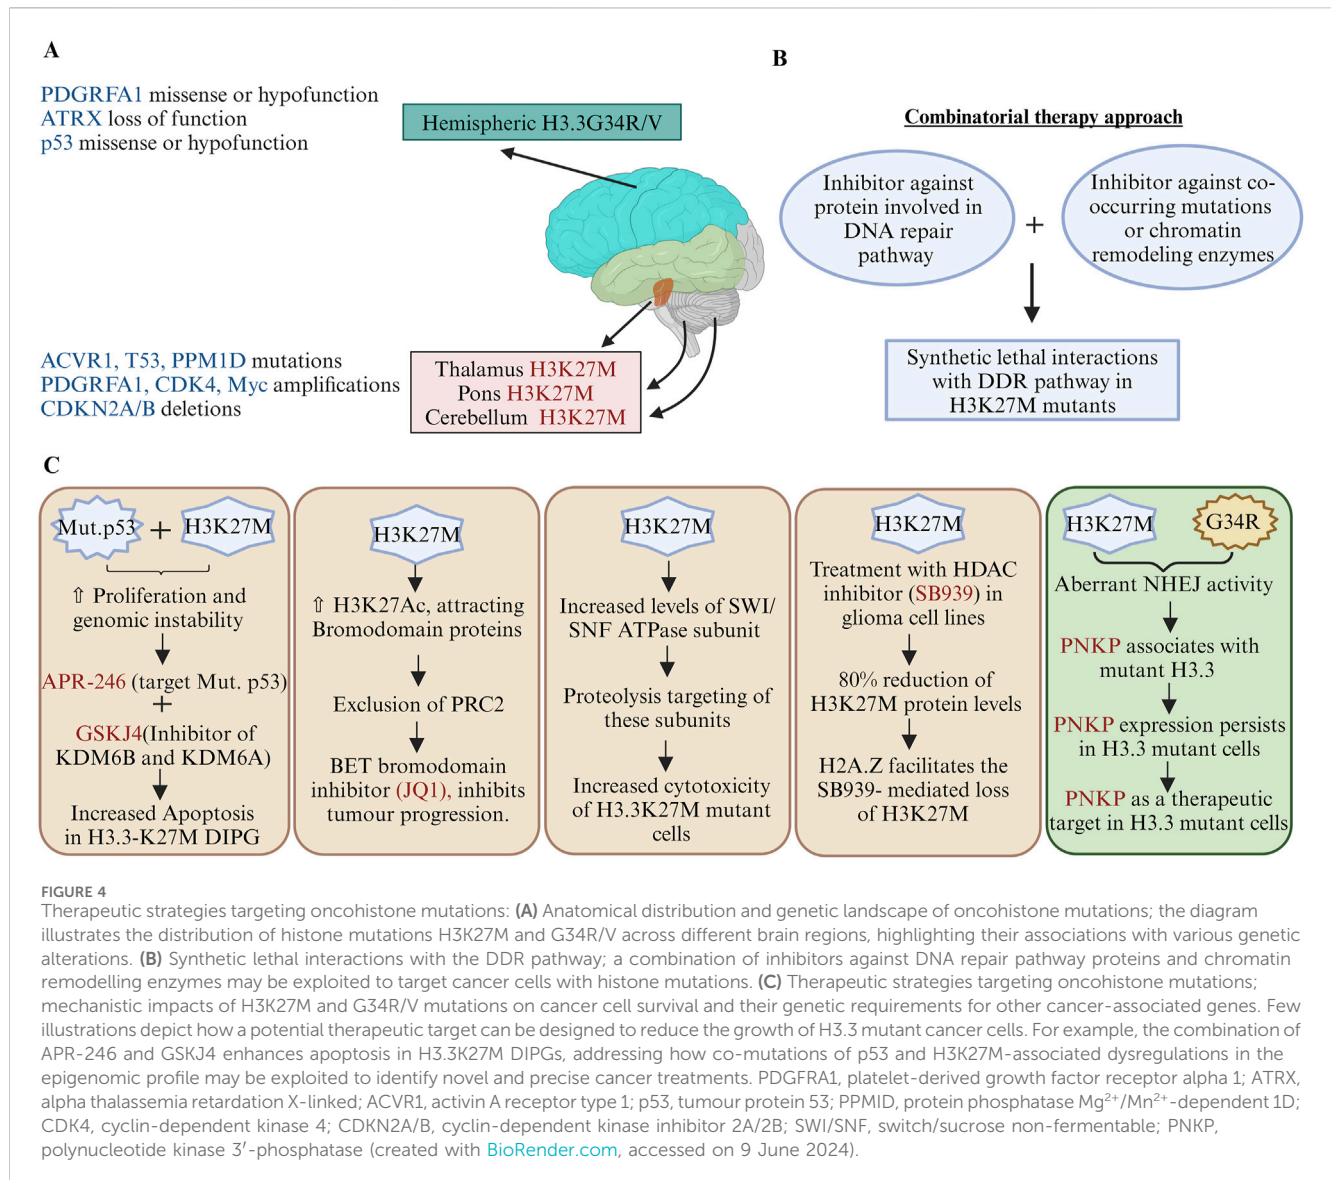 A
PDGRFA1 missense or hypofunction
ATRX loss of function
p53 missense or hypofunction
Hemispheric H3.3G34R/V
ACVR1, T53, PPM1D mutations
PDGRFA1, CDK4, Myc amplifications
CDKN2A/B deletions
Thalamus H3K27M
Pons H3K27M
Cerebellum H3K27M
B
Combinatorial therapy approach
Inhibitor against
protein involved in
DNA repair
pathway
+
Inhibitor against co-
occurring mutations
or chromatin
remodeling enzymes
Synthetic lethal interactions
with DDR pathway in
H3K27M mutants
C
Mut.p53 + H3K27M
⇧ Proliferation and
genomic instability
APR-246 (target Mut. p53)
+
GSKJ4(Inhibitor of
KDM6B and KDM6A)
Increased Apoptosis
in H3.3-K27M DIPG
H3K27M
⇧ H3K27Ac, attracting
Bromodomain proteins
Exclusion of PRC2
BET bromodomain
inhibitor (JQ1), inhibits
tumour progression.
H3K27M
Increased levels of SWI/
SNF ATPase subunit
Proteolysis targeting of
these subunits
Increased cytotoxicity
of H3.3K27M mutant
cells
H3K27M
Treatment with HDAC
inhibitor (SB939) in
glioma cell lines
80% reduction of
H3K27M protein levels
H2A.Z facilitates the
SB939- mediated loss
of H3K27M
H3K27M G34R
Aberrant NHEJ activity
PNKP associates with
mutant H3.3
PNKP expression persists
in H3.3 mutant cells
PNKP as a therapeutic
target in H3.3 mutant cells
FIGURE 4
Therapeutic strategies targeting oncohistone mutations: (A) Anatomical distribution and genetic landscape of oncohistone mutations; the diagram
illustrates the distribution of histone mutations H3K27M and G34R/V across different brain regions, highlighting their associations with various genetic
alterations. (B) Synthetic lethal interactions with the DDR pathway; a combination of inhibitors against DNA repair pathway proteins and chromatin
remodelling enzymes may be exploited to target cancer cells with histone mutations. (C) Therapeutic strategies targeting oncohistone mutations;
mechanistic impacts of H3K27M and G34R/V mutations on cancer cell survival and their genetic requirements for other cancer-associated genes. Few
illustrations depict how a potential therapeutic target can be designed to reduce the growth of H3.3 mutant cancer cells. For example, the combination of
APR-246 and GSKJ4 enhances apoptosis in H3.3K27M DIPGs, addressing how co-mutations of p53 and H3K27M-associated dysregulations in the
epigenomic profile may be exploited to identify novel and precise cancer treatments. PDGFRA1, platelet-derived growth factor receptor alpha 1; ATRX,
alpha thalassemia retardation X-linked; ACVR1, activin A receptor type 1; p53, tumour protein 53; PPMID, protein phosphatase Mg²⁺/Mn²⁺-dependent 1D;
CDK4, cyclin-dependent kinase 4; CDKN2A/B, cyclin-dependent kinase inhibitor 2A/2B; SWI/SNF, switch/sucrose non-fermentable; PNKP,
polynucleotide kinase 3′-phosphatase (created with BioRender.com, accessed on 9 June 2024).